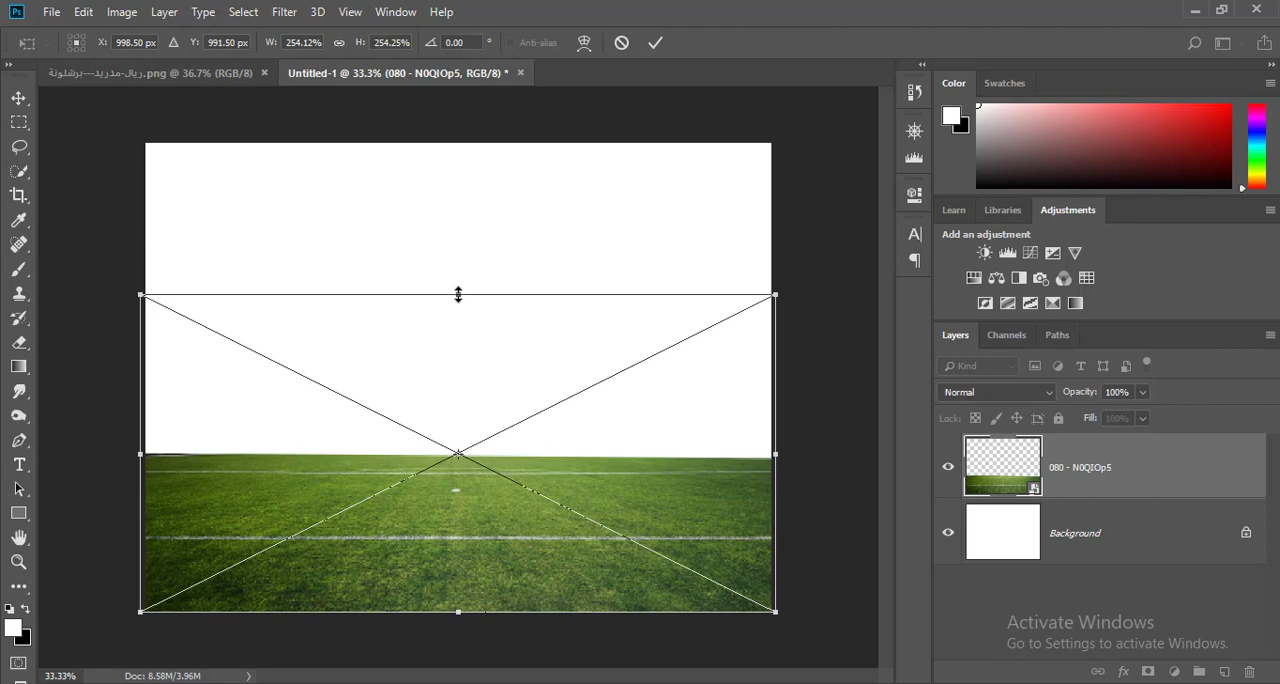 Ps File Edit Image Layer Type Select Filter 3D View Window Help
X: 998.50 px Y: 991.50 px W: 254.12% H: 254.25% 0.00 ° Anti-alias
ريال-مدريد---برشلونة.png @ 36.7% (RGB/8) × Untitled-1 @ 33.3% (080 - N0QIOp5, RGB/8) * ×
Color Swatches
Learn Libraries Adjustments
Add an adjustment
Layers Channels Paths
Kind
Normal Opacity: 100%
Lock: Fill: 100%
080 - N0QIOp5
Background
Activate Windows
Go to Settings to activate Windows.
33.33% Doc: 8.58M/3.96M